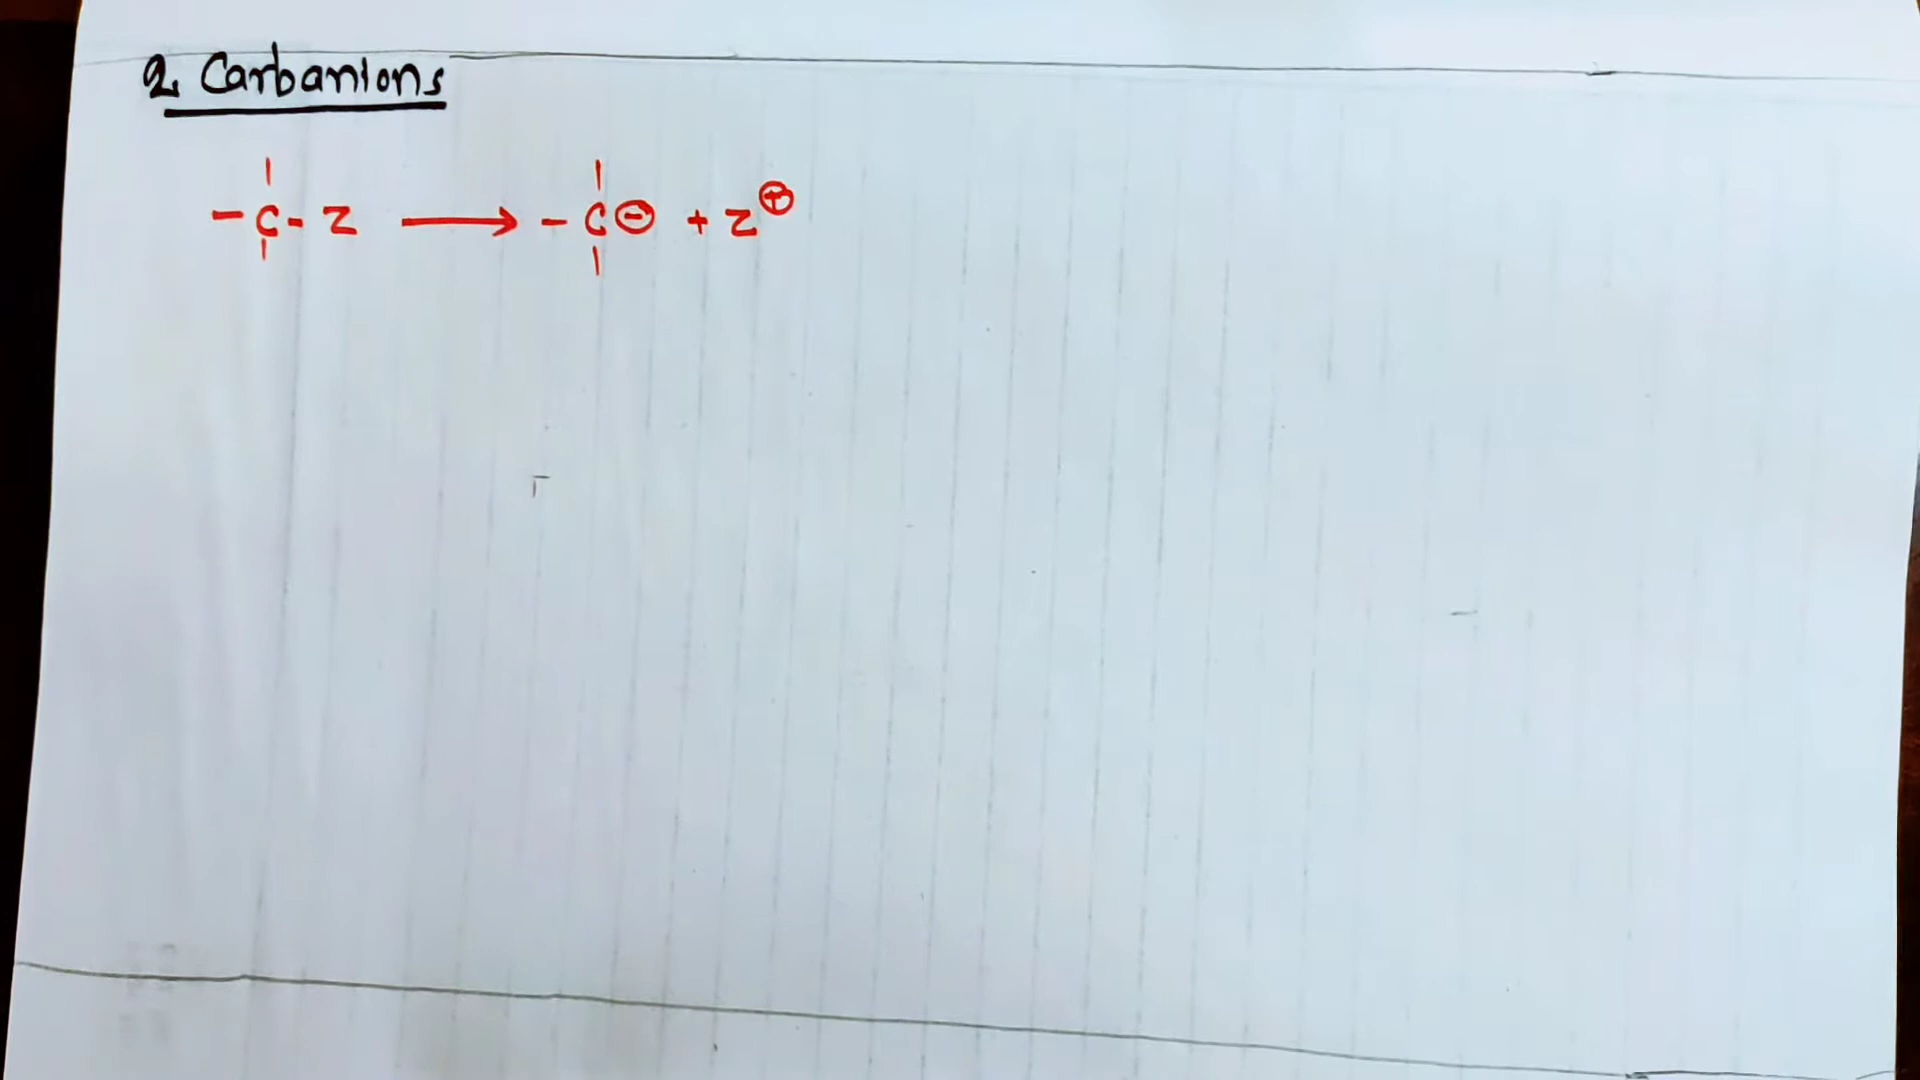 2. Carbanions
-C-Z ⟶ -C⊖ + Z⊕